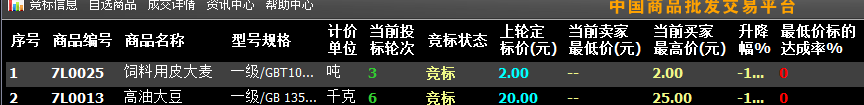 竞标信息 自选商品 成交详情 资讯中心 帮助中心 中国商品批发交易平台
序号 商品编号 商品名称 型号规格 计价单位 当前投标轮次 竞标状态 上轮定标价(元) 当前卖家最低价(元) 当前买家最高价(元) 升降幅% 最低价标的达成率%
1 7L0025 饲料用皮大麦 一级/GBT10... 吨 3 竞标 2.00 -- 2.00 -1... 0
2 7L0013 高油大豆 一级/GB 135... 千克 6 竞标 20.00 -- 25.00 -1... 0